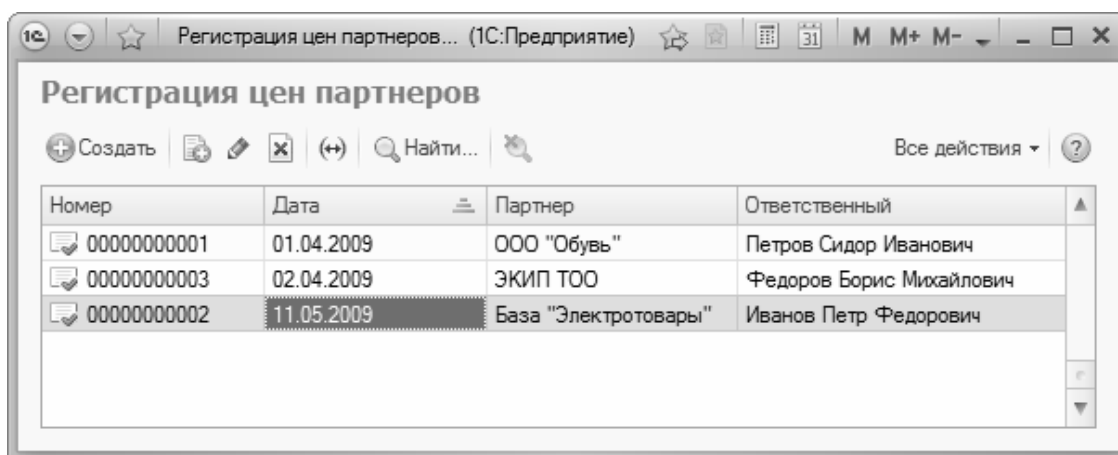 1С Регистрация цен партнеров... (1С:Предприятие) 31 M M+ M-
Регистрация цен партнеров
Создать Найти... Все действия ?
Номер Дата Партнер Ответственный
00000000001 01.04.2009 ООО "Обувь" Петров Сидор Иванович
00000000003 02.04.2009 ЭКИП ТОО Федоров Борис Михайлович
00000000002 11.05.2009 База "Электротовары" Иванов Петр Федорович